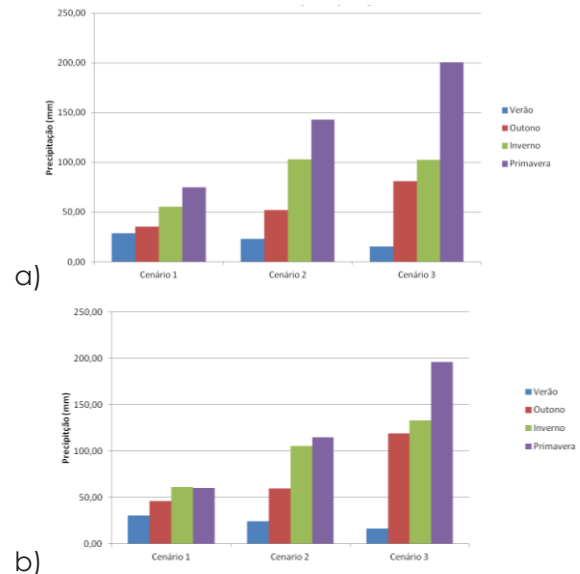 250,00
200,00
150,00
100,00
50,00
0,00
Precipitação (mm)
Cenário 1
Cenário 2
Cenário 3
Verão
Outono
Inverno
Primavera
a)
250,00
200,00
150,00
100,00
50,00
0,00
Precipitção (mm)
Cenário 1
Cenario 2
Cenário 3
Verão
Outono
Inverno
Primavera
b)